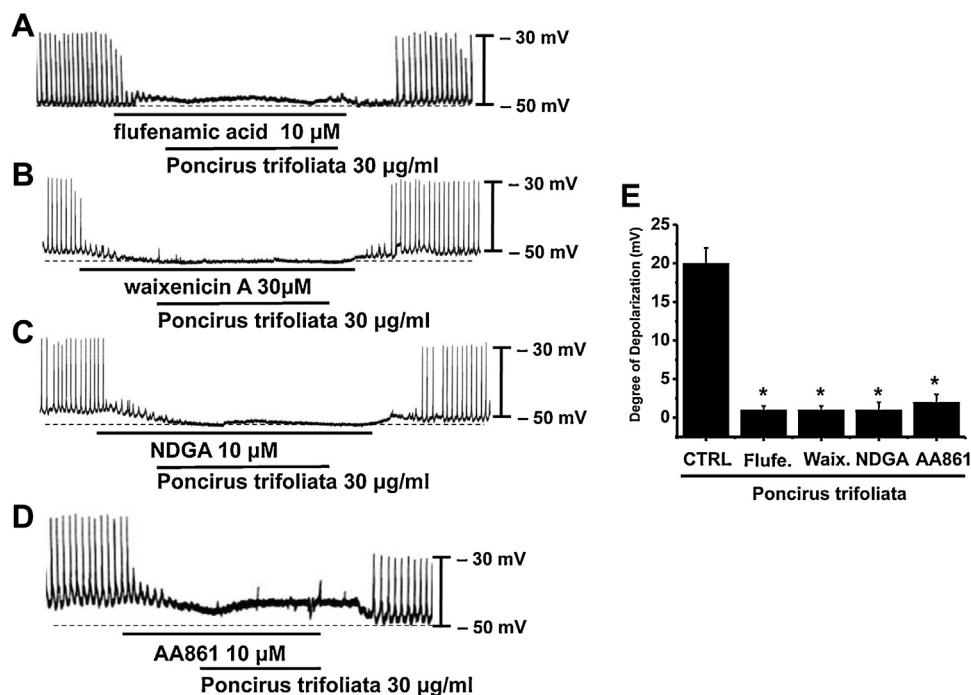 A
– 30 mV
– 50 mV
flufenamic acid 10 µM
Poncirus trifoliata 30 µg/ml
B
– 30 mV
– 50 mV
waixenicin A 30µM
Poncirus trifoliata 30 µg/ml
C
– 30 mV
– 50 mV
NDGA 10 µM
Poncirus trifoliata 30 µg/ml
D
– 30 mV
– 50 mV
AA861 10 µM
Poncirus trifoliata 30 µg/ml
E
Degree of Depolarization (mV)
25
20
15
10
5
0
* * * *
CTRL Flufe. Waix. NDGA AA861
Poncirus trifoliata